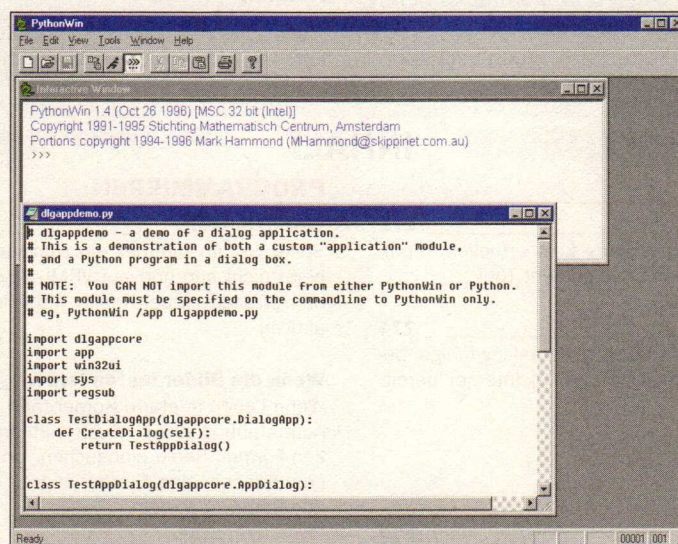 PythonWin
File Edit View Tools Window Help
Interactive Window
PythonWin 1.4 (Oct 26 1996) [MSC 32 bit (Intel)]
Copyright 1991-1995 Stichting Mathematisch Centrum, Amsterdam
Portions copyright 1994-1996 Mark Hammond (MHammond@skippinet.com.au)
>>>
dlgappdemo.py
# dlgappdemo - a demo of a dialog application.
# This is a demonstration of both a custom "application" module,
# and a Python program in a dialog box.
#
# NOTE: You CAN NOT import this module from either PythonWin or Python.
# This module must be specified on the commandline to PythonWin only.
# eg, PythonWin /app dlgappdemo.py
import dlgappcore
import app
import win32ui
import sys
import regsub
class TestDialogApp(dlgappcore.DialogApp):
def CreateDialog(self):
return TestAppDialog()
class TestAppDialog(dlgappcore.AppDialog):
Ready 00001 001